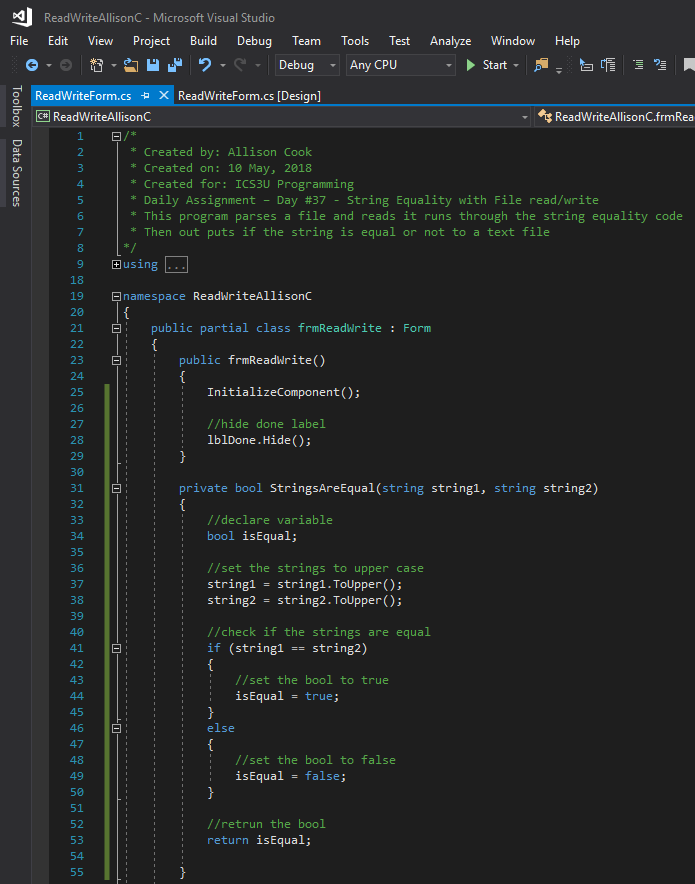 ReadWriteAllisonC - Microsoft Visual Studio
File Edit View Project Build Debug Team Tools Test Analyze Window Help
Debug Any CPU Start
Toolbox
Data Sources
ReadWriteForm.cs ReadWriteForm.cs [Design]
C# ReadWriteAllisonC ReadWriteAllisonC.frmRea
1 /*
2 * Created by: Allison Cook
3 * Created on: 10 May, 2018
4 * Created for: ICS3U Programming
5 * Daily Assignment – Day #37 - String Equality with File read/write
6 * This program parses a file and reads it runs through the string equality code
7 * Then out puts if the string is equal or not to a text file
8 */
9 using ...
18
19 namespace ReadWriteAllisonC
20 {
21 public partial class frmReadWrite : Form
22 {
23 public frmReadWrite()
24 {
25 InitializeComponent();
26
27 //hide done label
28 lblDone.Hide();
29 }
30
31 private bool StringsAreEqual(string string1, string string2)
32 {
33 //declare variable
34 bool isEqual;
35
36 //set the strings to upper case
37 string1 = string1.ToUpper();
38 string2 = string2.ToUpper();
39
40 //check if the strings are equal
41 if (string1 == string2)
42 {
43 //set the bool to true
44 isEqual = true;
45 }
46 else
47 {
48 //set the bool to false
49 isEqual = false;
50 }
51
52 //retrun the bool
53 return isEqual;
54
55 }